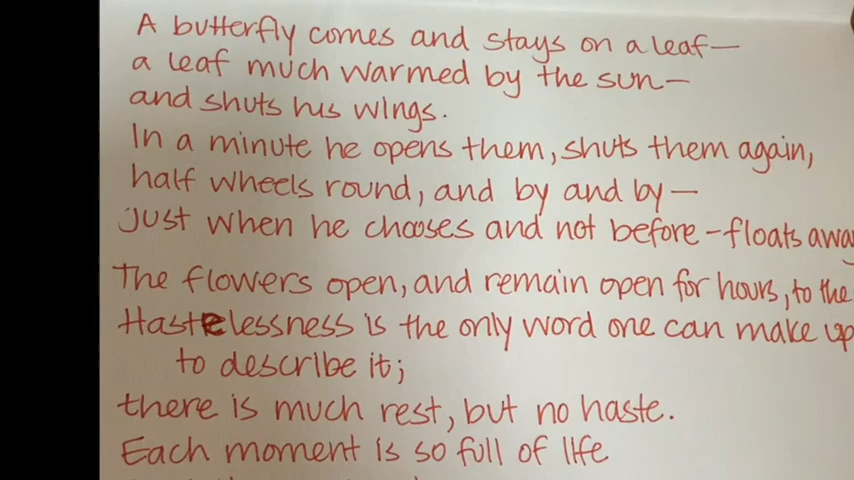 A butterfly comes and stays on a leaf—
a leaf much warmed by the sun—
and shuts his wings.
In a minute he opens them, shuts them again,
half wheels round, and by and by—
just when he chooses and not before – floats
The flowers open, and remain open for hours, to the
Hastelessness is the only word one can make up
to describe it;
there is much rest, but no haste.
Each moment is so full of life